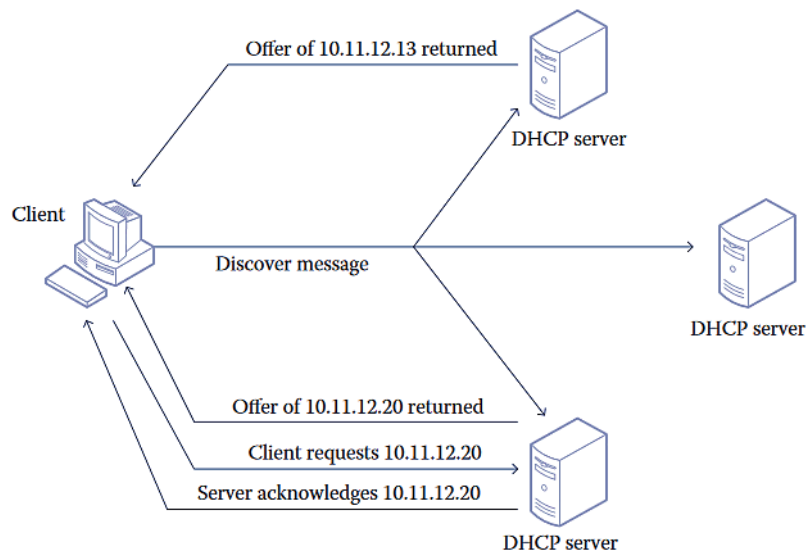 Offer of 10.11.12.13 returned
DHCP server
Client
Discover message
DHCP server
Offer of 10.11.12.20 returned
Client requests 10.11.12.20
Server acknowledges 10.11.12.20
DHCP server